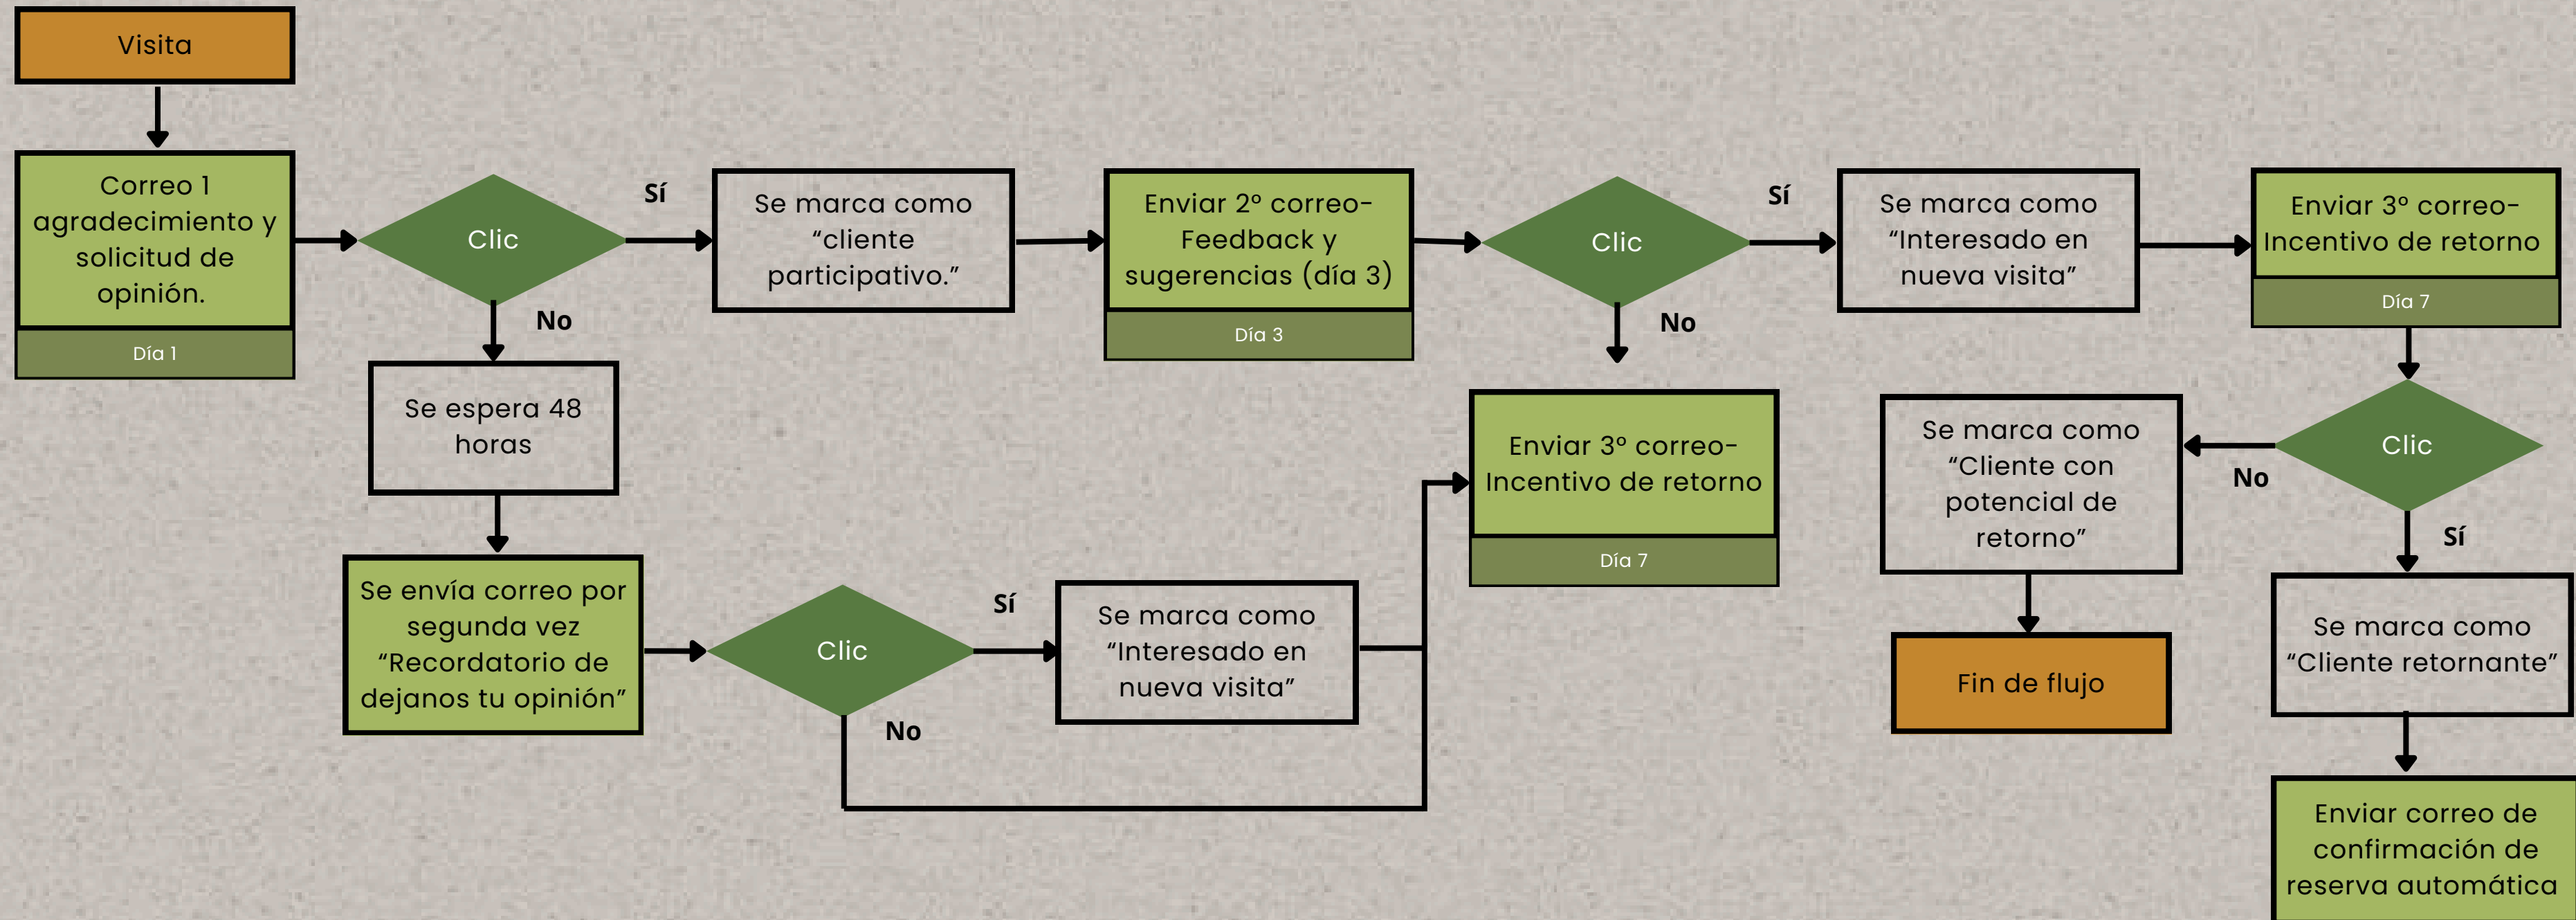 Visita
Correo 1
agradecimiento y
solicitud de
opinión.
Día 1
Clic
Sí
No
Se marca como
“cliente
participativo.”
Enviar 2º correo-
Feedback y
sugerencias (día 3)
Día 3
Clic
Sí
No
Se marca como
“Interesado en
nueva visita”
Enviar 3º correo-
Incentivo de retorno
Día 7
Se espera 48
horas
Se envía correo por
segunda vez
“Recordatorio de
dejanos tu opinión”
Clic
Sí
No
Se marca como
“Interesado en
nueva visita”
Enviar 3º correo-
Incentivo de retorno
Día 7
Clic
No
Sí
Se marca como
“Cliente con
potencial de
retorno”
Fin de flujo
Se marca como
“Cliente retornante”
Enviar correo de
confirmación de
reserva automática